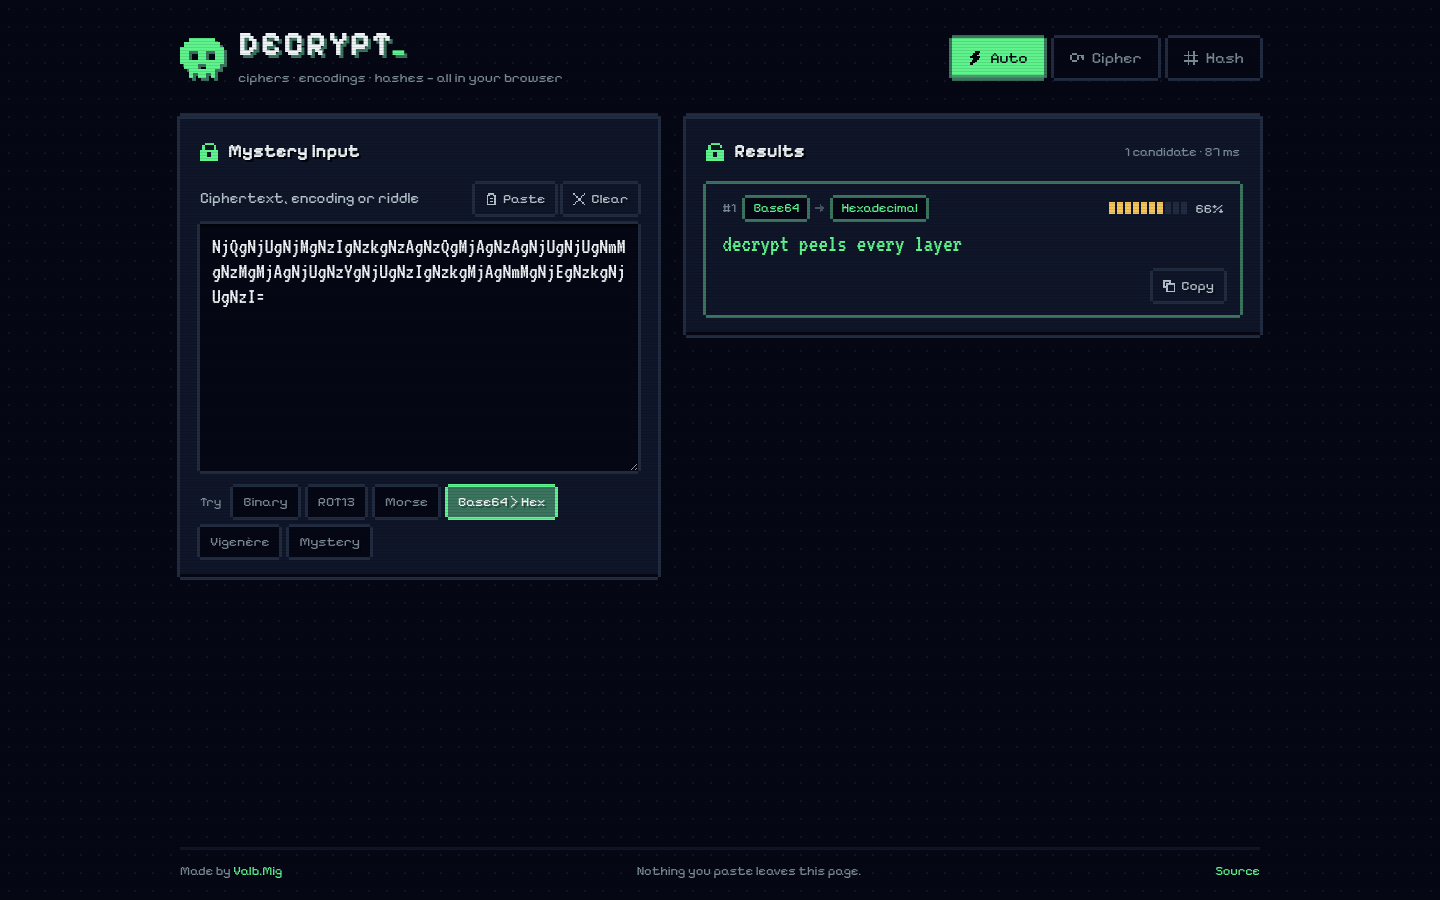 DECRYPT_
ciphers · encodings · hashes – all in your browser
Auto
Cipher
Hash
Mystery input
Ciphertext, encoding or riddle
Paste
Clear
NjQgNjUgNjMgNzIgNzkgNzAgNzQgMjAgNzAgNjUgNjUgNmM
gNzMgMjAgNjUgNzYgNjUgNzIgNzkgMjAgNmMgNjEgNzkgNj
UgNzI=
Try
Binary
ROT13
Morse
Base64 > Hex
Vigenère
Mystery
Results
1 candidate · 87 ms
#1
Base64 → Hexadecimal
66%
decrypt peels every layer
Copy
Made by Valb.Mig
Nothing you paste leaves this page.
Source